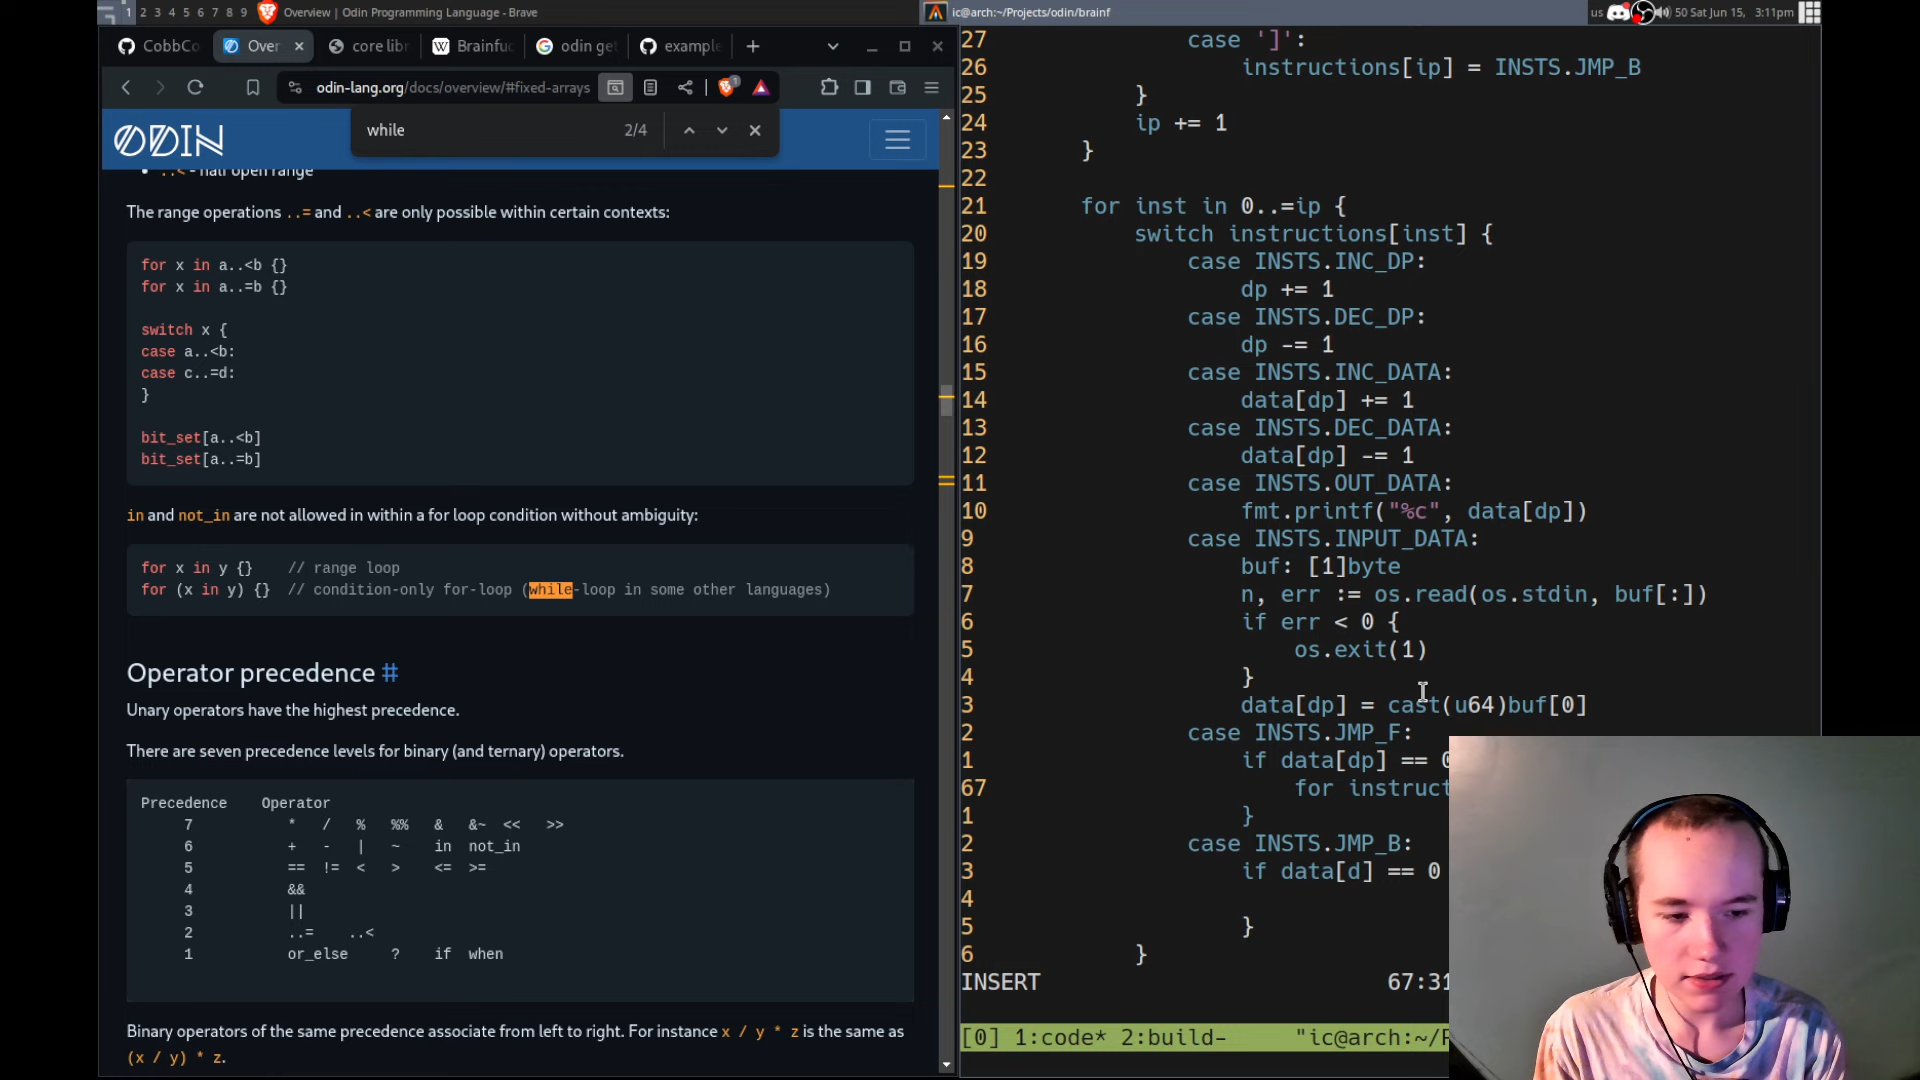 1 2 3 4 5 6 7 8 9 Overview | Odin Programming Language - Brave
ic@arch:~/Projects/odin/brainf
us 50 Sat Jun 15, 3:11pm
CobbCo
Over
core libr
Brainfuc
odin get
example
odin-lang.org/docs/overview/#fixed-arrays
1
ODIN
while 2/4
..< - half open range
The range operations ..= and ..< are only possible within certain contexts:
for x in a..<b {}
for x in a..=b {}
switch x {
case a..<b:
case c..=d:
}
bit_set[a..<b]
bit_set[a..=b]
in and not_in are not allowed in within a for loop condition without ambiguity:
for x in y {} // range loop
for (x in y) {} // condition-only for-loop (while-loop in some other languages)
Operator precedence #
Unary operators have the highest precedence.
There are seven precedence levels for binary (and ternary) operators.
Precedence Operator
7 * / % %% & &~ << >>
6 + - | ~ in not_in
5 == != < > <= >=
4 &&
3 ||
2 ..= ..<
1 or_else ? if when
Binary operators of the same precedence associate from left to right. For instance x / y * z is the same as
(x / y) * z.
27 case ']':
26 instructions[ip] = INSTS.JMP_B
25 }
24 ip += 1
23 }
22
21 for inst in 0..=ip {
20 switch instructions[inst] {
19 case INSTS.INC_DP:
18 dp += 1
17 case INSTS.DEC_DP:
16 dp -= 1
15 case INSTS.INC_DATA:
14 data[dp] += 1
13 case INSTS.DEC_DATA:
12 data[dp] -= 1
11 case INSTS.OUT_DATA:
10 fmt.printf("%c", data[dp])
9 case INSTS.INPUT_DATA:
8 buf: [1]byte
7 n, err := os.read(os.stdin, buf[:])
6 if err < 0 {
5 os.exit(1)
4 }
3 data[dp] = cast(u64)buf[0]
2 case INSTS.JMP_F:
1 if data[dp] == 0
67 for instruct
1 }
2 case INSTS.JMP_B:
3 if data[d] == 0
4
5 }
6 }
INSERT 67:31
[0] 1:code* 2:build- "ic@arch:~/P